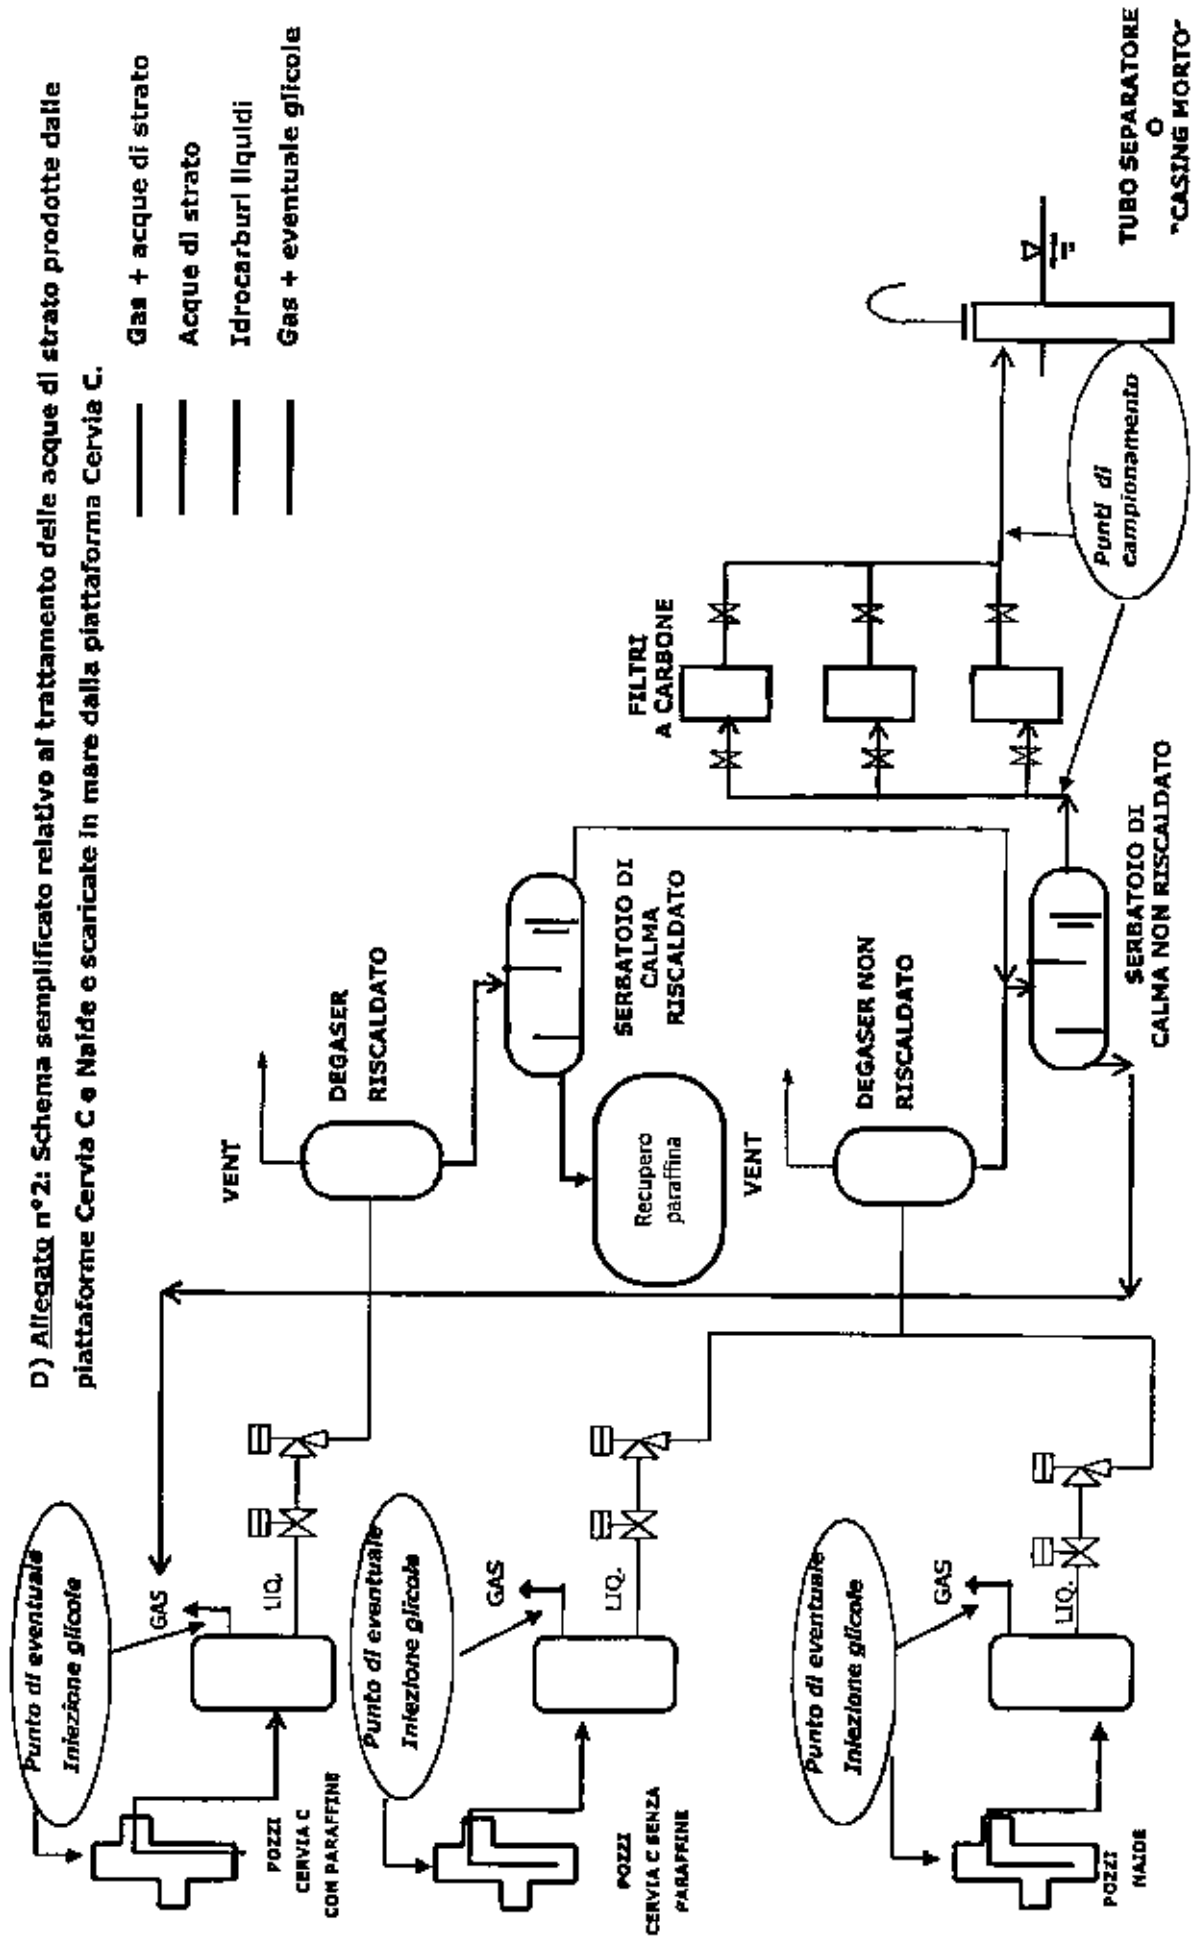 D) Allegato n°2: Schema semplificato relativo al trattamento delle acque di strato prodotte dalle
piattaforme Cervia C e Naide e scaricate in mare dalla piattaforma Cervia C.
Gas + acque di strato
Acque di strato
Idrocarburi liquidi
Gas + eventuale glicole
Punto di eventuale
Iniezione glicole
GAS
LIQ.
POZZI
CERVIA C
CON PARAFFINE
VENT
DEGASER
RISCALDATO
SERBATOIO DI
CALMA
RISCALDATO
Recupero
paraffina
FILTRI
A CARBONE
Punto di eventuale
Iniezione glicole
GAS
LIQ.
POZZI
CERVIA C SENZA
PARAFFINE
VENT
DEGASER NON
RISCALDATO
SERBATOIO DI
CALMA NON RISCALDATO
Punti di
campionamento
TUBO SEPARATORE
O
"CASING MORTO"
Punto di eventuale
Iniezione glicole
GAS
LIQ.
POZZI
NAIDE